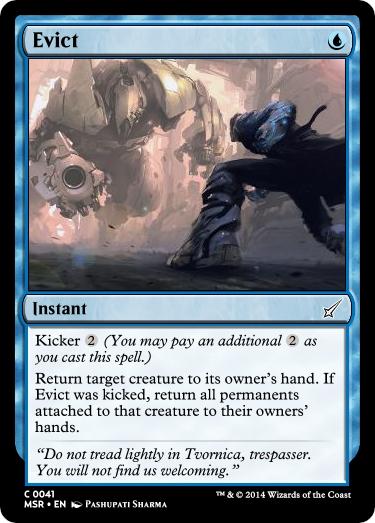 Evict
Instant
Kicker 2 (You may pay an additional 2 as
you cast this spell.)
Return target creature to its owner's hand. If
Evict was kicked, return all permanents
attached to that creature to their owners'
hands.
"Do not tread lightly in Tvornica, trespasser.
You will not find us welcoming."
C 0041
MSR • EN Pashupati Sharma
™ & © 2014 Wizards of the Coast